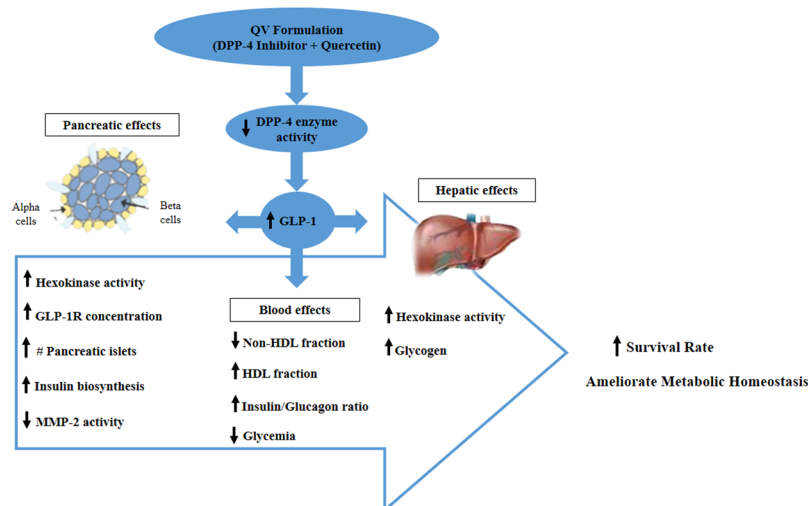 QV Formulation
(DPP-4 Inhibitor + Quercetin)
DPP-4 enzyme
activity
Pancreatic effects
Alpha
cells
Beta
cells
GLP-1
Hepatic effects
Hexokinase activity
GLP-1R concentration
# Pancreatic islets
Insulin biosynthesis
MMP-2 activity
Blood effects
Non-HDL fraction
HDL fraction
Insulin/Glucagon ratio
Glycemia
Hexokinase activity
Glycogen
Survival Rate
Ameliorate Metabolic Homeostasis